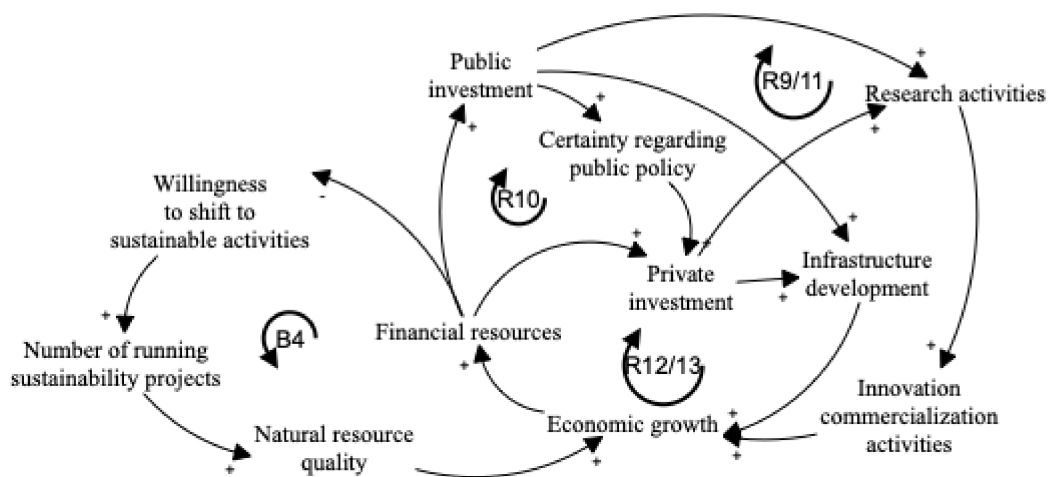 Public
investment
+
+
R9/11
Research activities
+
+
+
Certainty regarding
public policy
Willingness
to shift to
sustainable activities
-
R10
+
+
+
Private
investment
+
Infrastructure
development
+
B4
Financial resources
+
Number of running
sustainability projects
R12/13
+
Innovation
commercialization
activities
Economic growth
+
+
+
Natural resource
quality
+